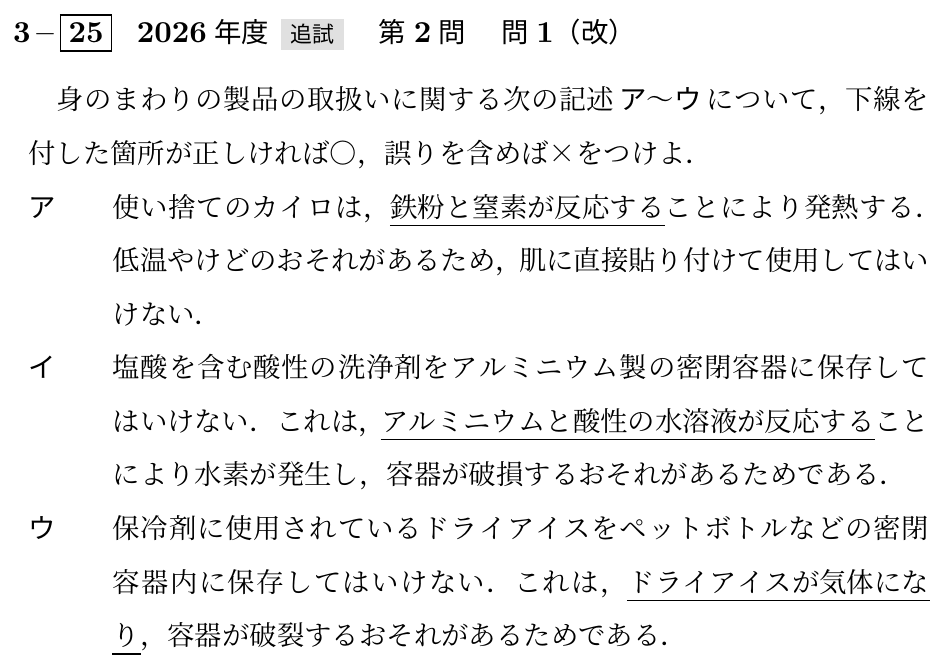 3－25 2026 年度 追試 第 2 問 問 1（改）
身のまわりの製品の取扱いに関する次の記述ア～ウについて，下線を
付した箇所が正しければ○，誤りを含めば×をつけよ．
ア 使い捨てのカイロは，鉄粉と窒素が反応することにより発熱する．
低温やけどのおそれがあるため，肌に直接貼り付けて使用してはい
けない．
イ 塩酸を含む酸性の洗浄剤をアルミニウム製の密閉容器に保存して
はいけない．これは，アルミニウムと酸性の水溶液が反応すること
により水素が発生し，容器が破損するおそれがあるためである．
ウ 保冷剤に使用されているドライアイスをペットボトルなどの密閉
容器内に保存してはいけない．これは，ドライアイスが気体にな
り，容器が破裂するおそれがあるためである．